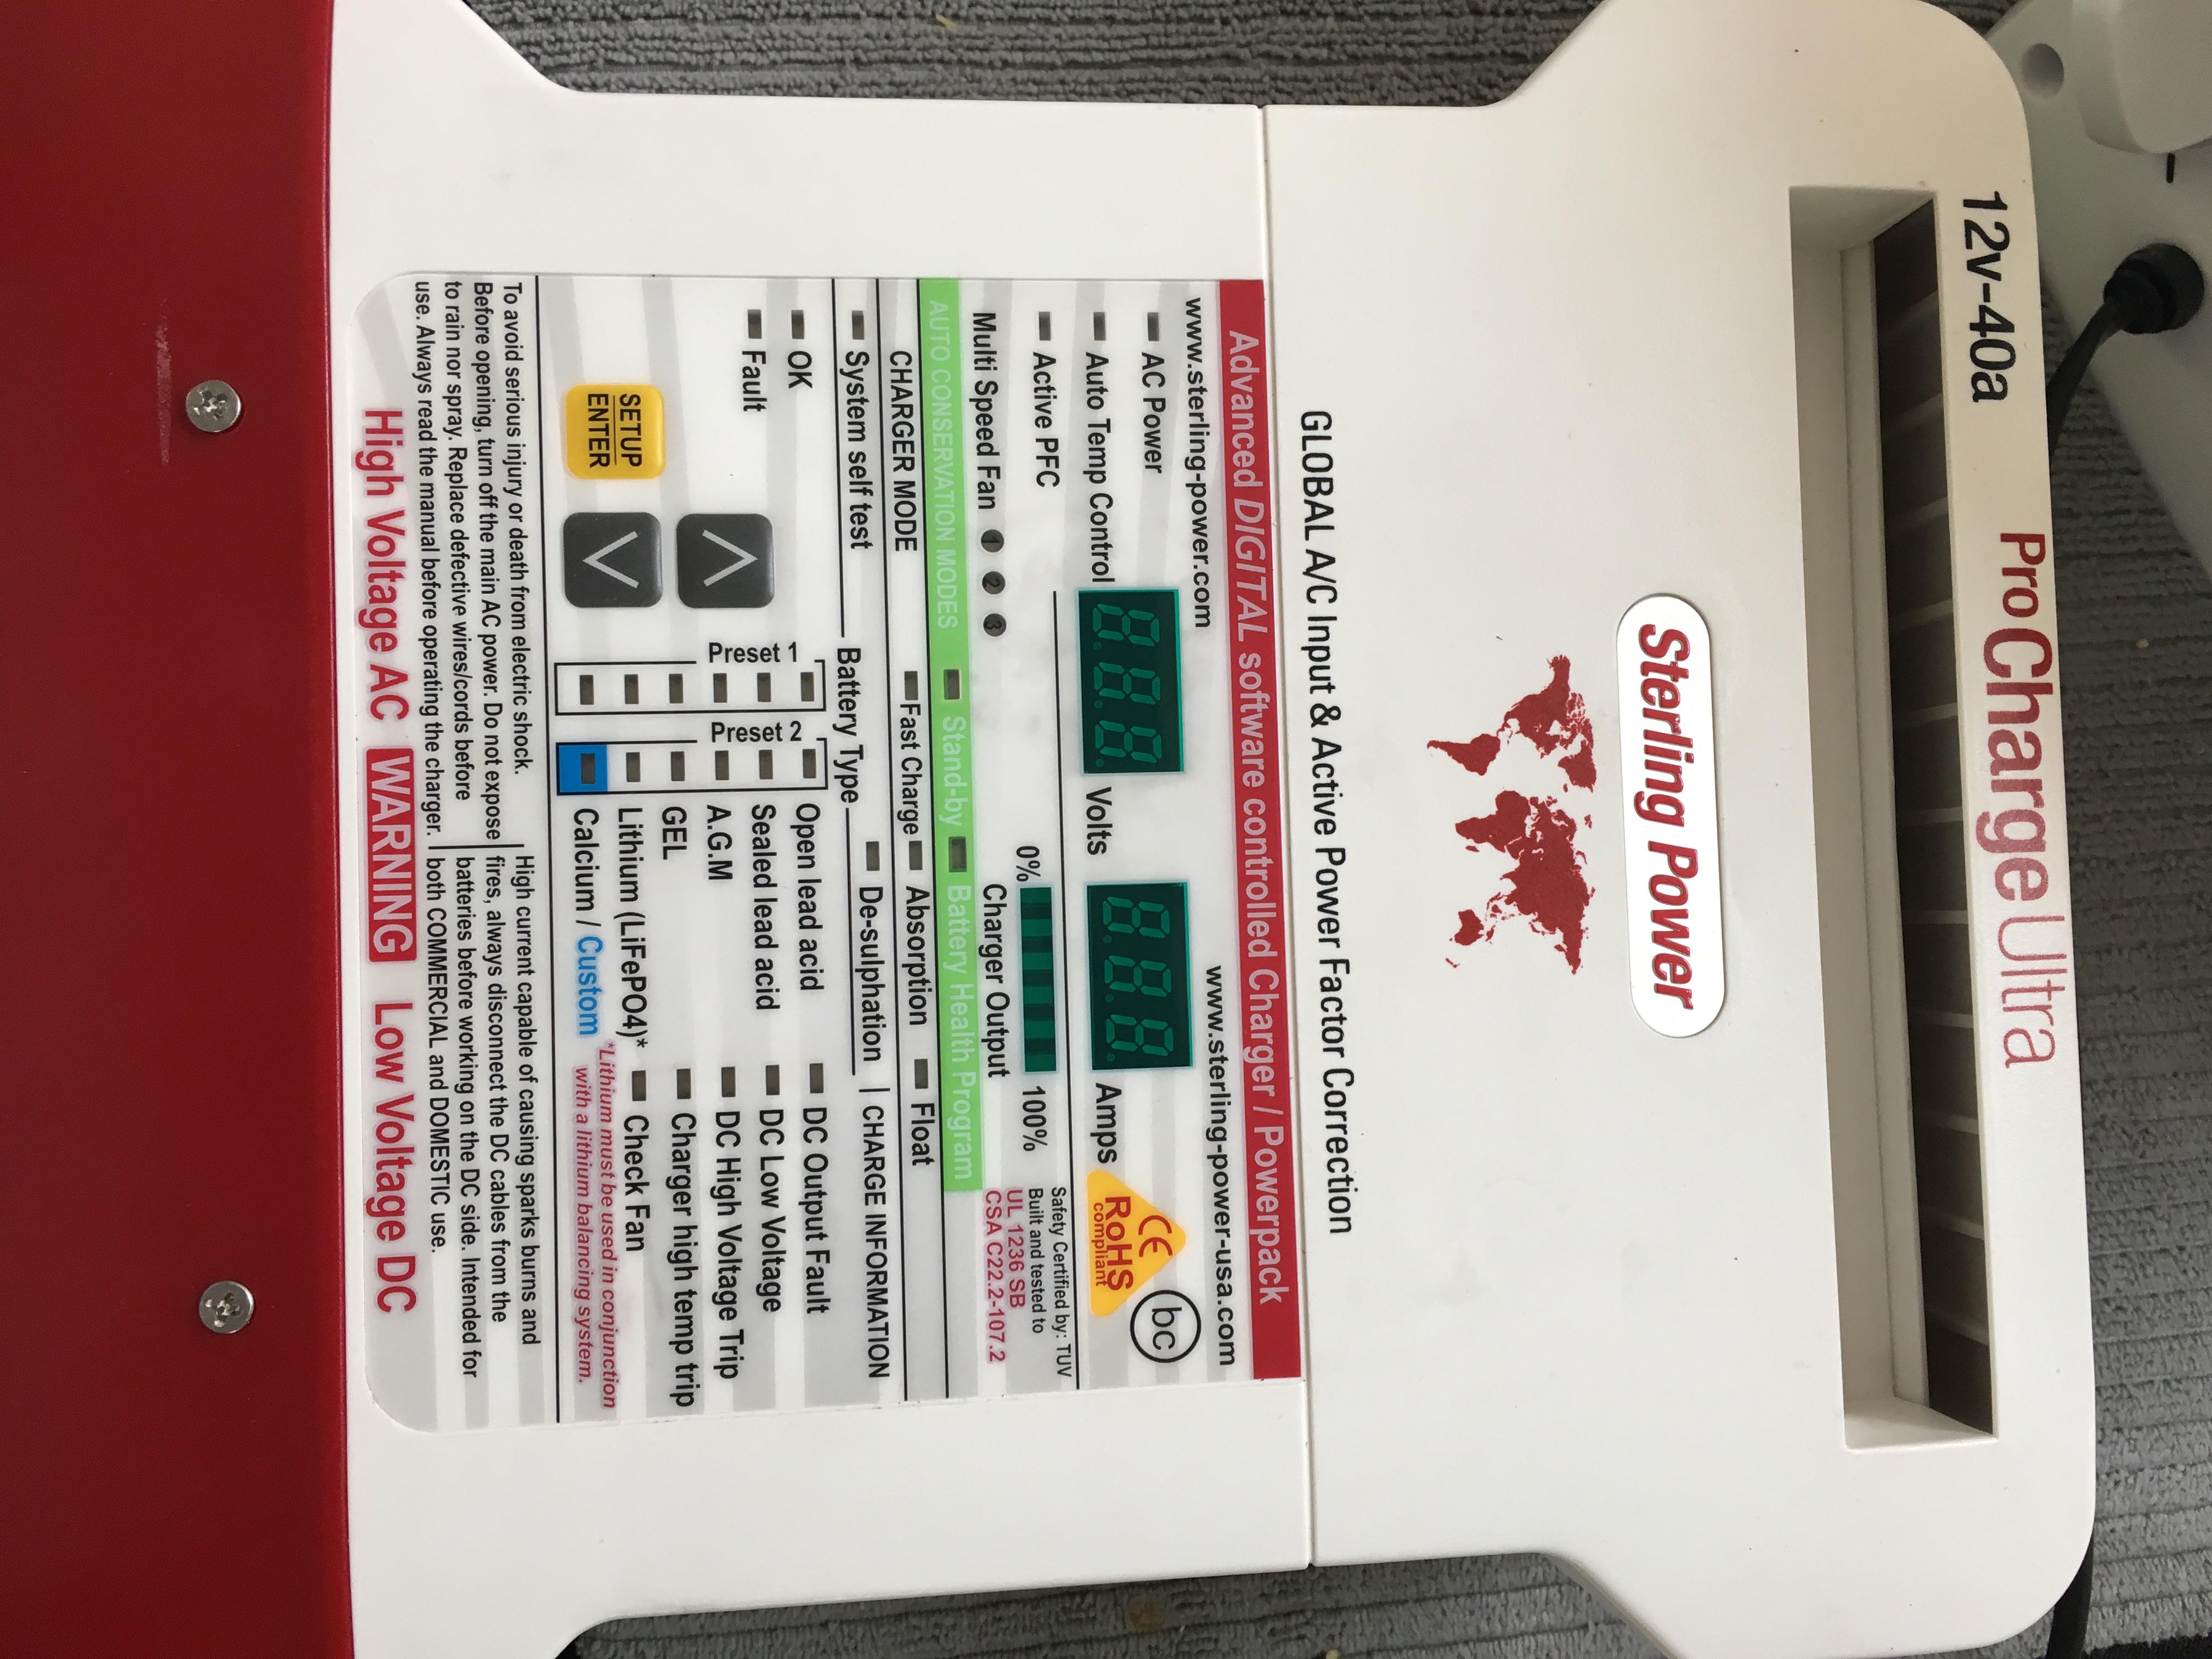 12v-40a ProChargeUltra
Sterling Power
GLOBAL A/C Input & Active Power Factor Correction
Advanced DIGITAL software controlled Charger / Powerpack
www.sterling-power.com www.sterling-power-usa.com
AC Power
Auto Temp Control
Active PFC
Multi Speed Fan 1 2 3
Volts
Amps
0% 100%
Charger Output
CE
RoHS
compliant
bc
Safety Certified by: TUV
Built and tested to
UL 1236 SB
CSA C22.2-107.2
AUTO CONSERVATION MODES Stand-by Battery Health Program
CHARGER MODE Fast Charge Absorption Float
System self test De-sulphation
OK
Fault
SETUP
ENTER
Battery Type
Preset 1
Preset 2
Open lead acid
Sealed lead acid
A.G.M
GEL
Lithium (LiFePO4)*
Calcium / Custom
CHARGE INFORMATION
DC Output Fault
DC Low Voltage
DC High Voltage Trip
Charger high temp trip
Check Fan
*Lithium must be used in conjunction
with a lithium balancing system.
To avoid serious injury or death from electric shock.
Before opening, turn off the main AC power. Do not expose
to rain nor spray. Replace defective wires/cords before
use. Always read the manual before operating the charger.
High current capable of causing sparks burns and
fires, always disconnect the DC cables from the
batteries before working on the DC side. Intended for
both COMMERCIAL and DOMESTIC use.
High Voltage AC WARNING Low Voltage DC